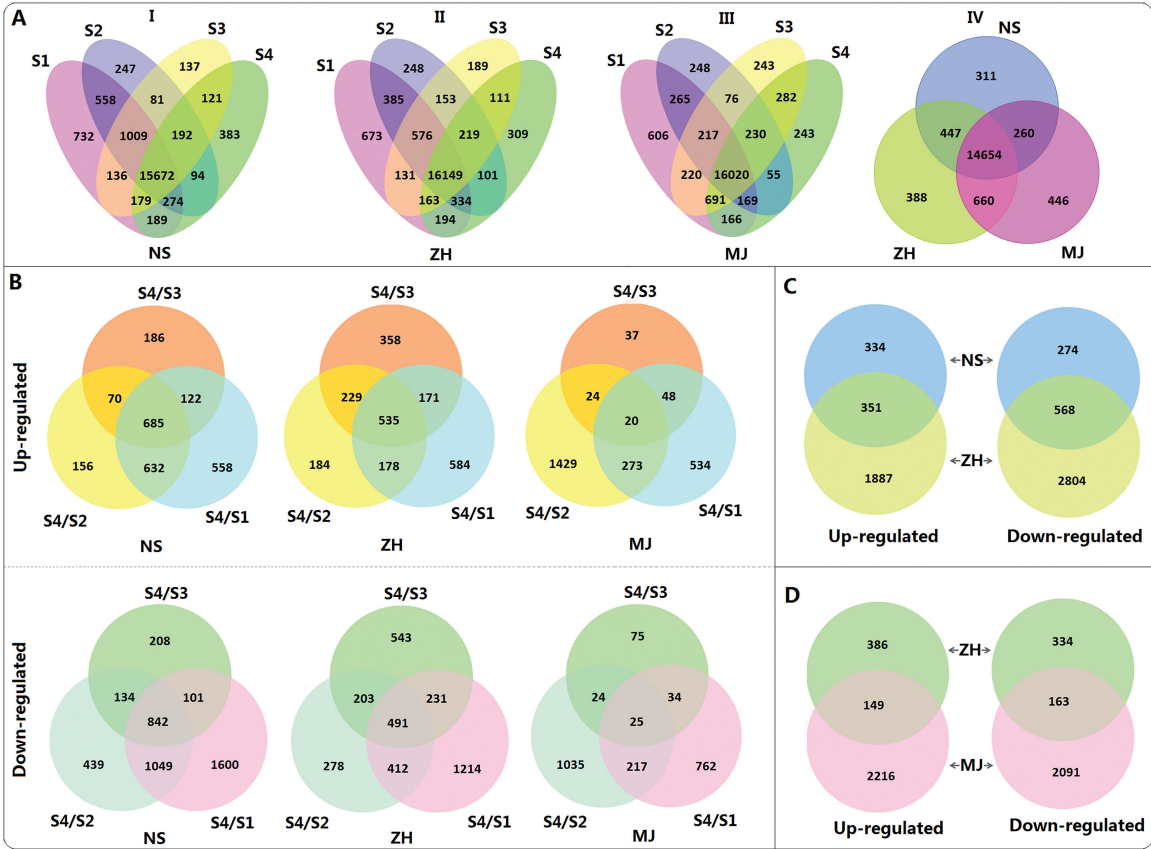 A
I
S1
S2
S3
S4
247
137
558
81
121
732
1009
192
383
136
15672
94
179
274
189
NS
II
S1
S2
S3
S4
248
189
385
153
111
673
576
219
309
131
16149
101
163
334
194
ZH
III
S1
S2
S3
S4
248
243
265
76
282
606
217
230
243
220
16020
55
691
169
166
MJ
IV
NS
311
447
260
14654
388
660
446
ZH
MJ
B
Up-regulated
S4/S3
186
70
122
685
156
632
558
S4/S2
S4/S1
NS
S4/S3
358
229
171
535
184
178
584
S4/S2
S4/S1
ZH
S4/S3
37
24
48
20
1429
273
534
S4/S2
S4/S1
MJ
Down-regulated
S4/S3
208
134
101
842
439
1049
1600
S4/S2
S4/S1
NS
S4/S3
543
203
231
491
278
412
1214
S4/S2
S4/S1
ZH
S4/S3
75
24
34
25
1035
217
762
S4/S2
S4/S1
MJ
C
334
NS
274
351
568
1887
ZH
2804
Up-regulated
Down-regulated
D
386
ZH
334
149
163
2216
MJ
2091
Up-regulated
Down-regulated